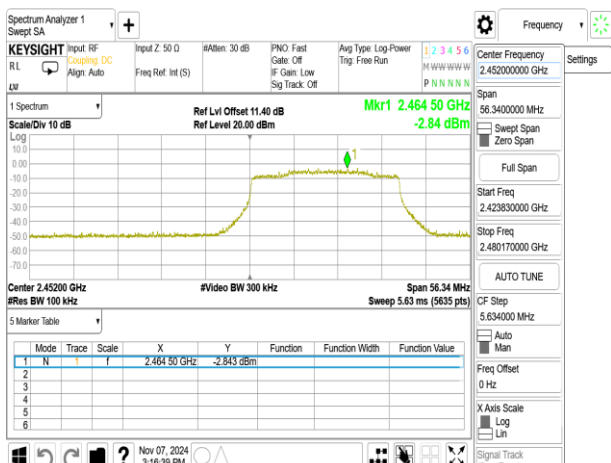 Spectrum Analyzer 1
Swept SA
Frequency
KEYSIGHT
Input: RF
Coupling: DC
Align: Auto
Input Z: 50 Ω
Freq Ref: Int (S)
#Atten: 30 dB
PNO: Fast
Gate: Off
IF Gain: Low
Sig Track: Off
Avg Type: Log-Power
Trig: Free Run
1 2 3 4 5 6
M W W W W W
P N N N N N
RL
LXI
Center Frequency
2.452000000 GHz
Settings
1 Spectrum
Ref Lvl Offset 11.40 dB
Mkr1 2.464 50 GHz
Scale/Div 10 dB
Ref Level 20.00 dBm
-2.84 dBm
Log
10.0
0.00
-10.0
-20.0
-30.0
-40.0
-50.0
-60.0
-70.0
1
Center 2.45200 GHz
#Video BW 300 kHz
Span 56.34 MHz
#Res BW 100 kHz
Sweep 5.63 ms (5635 pts)
Span
56.3400000 MHz
Swept Span
Zero Span
Full Span
Start Freq
2.423830000 GHz
Stop Freq
2.480170000 GHz
AUTO TUNE
CF Step
5.634000 MHz
Auto
Man
Freq Offset
0 Hz
X Axis Scale
Log
Lin
Signal Track
5 Marker Table
Mode Trace Scale X Y Function Function Width Function Value
1 N 1 f 2.464 50 GHz -2.843 dBm
2
3
4
5
6
? Nov 07, 2024
3:16:39 PM